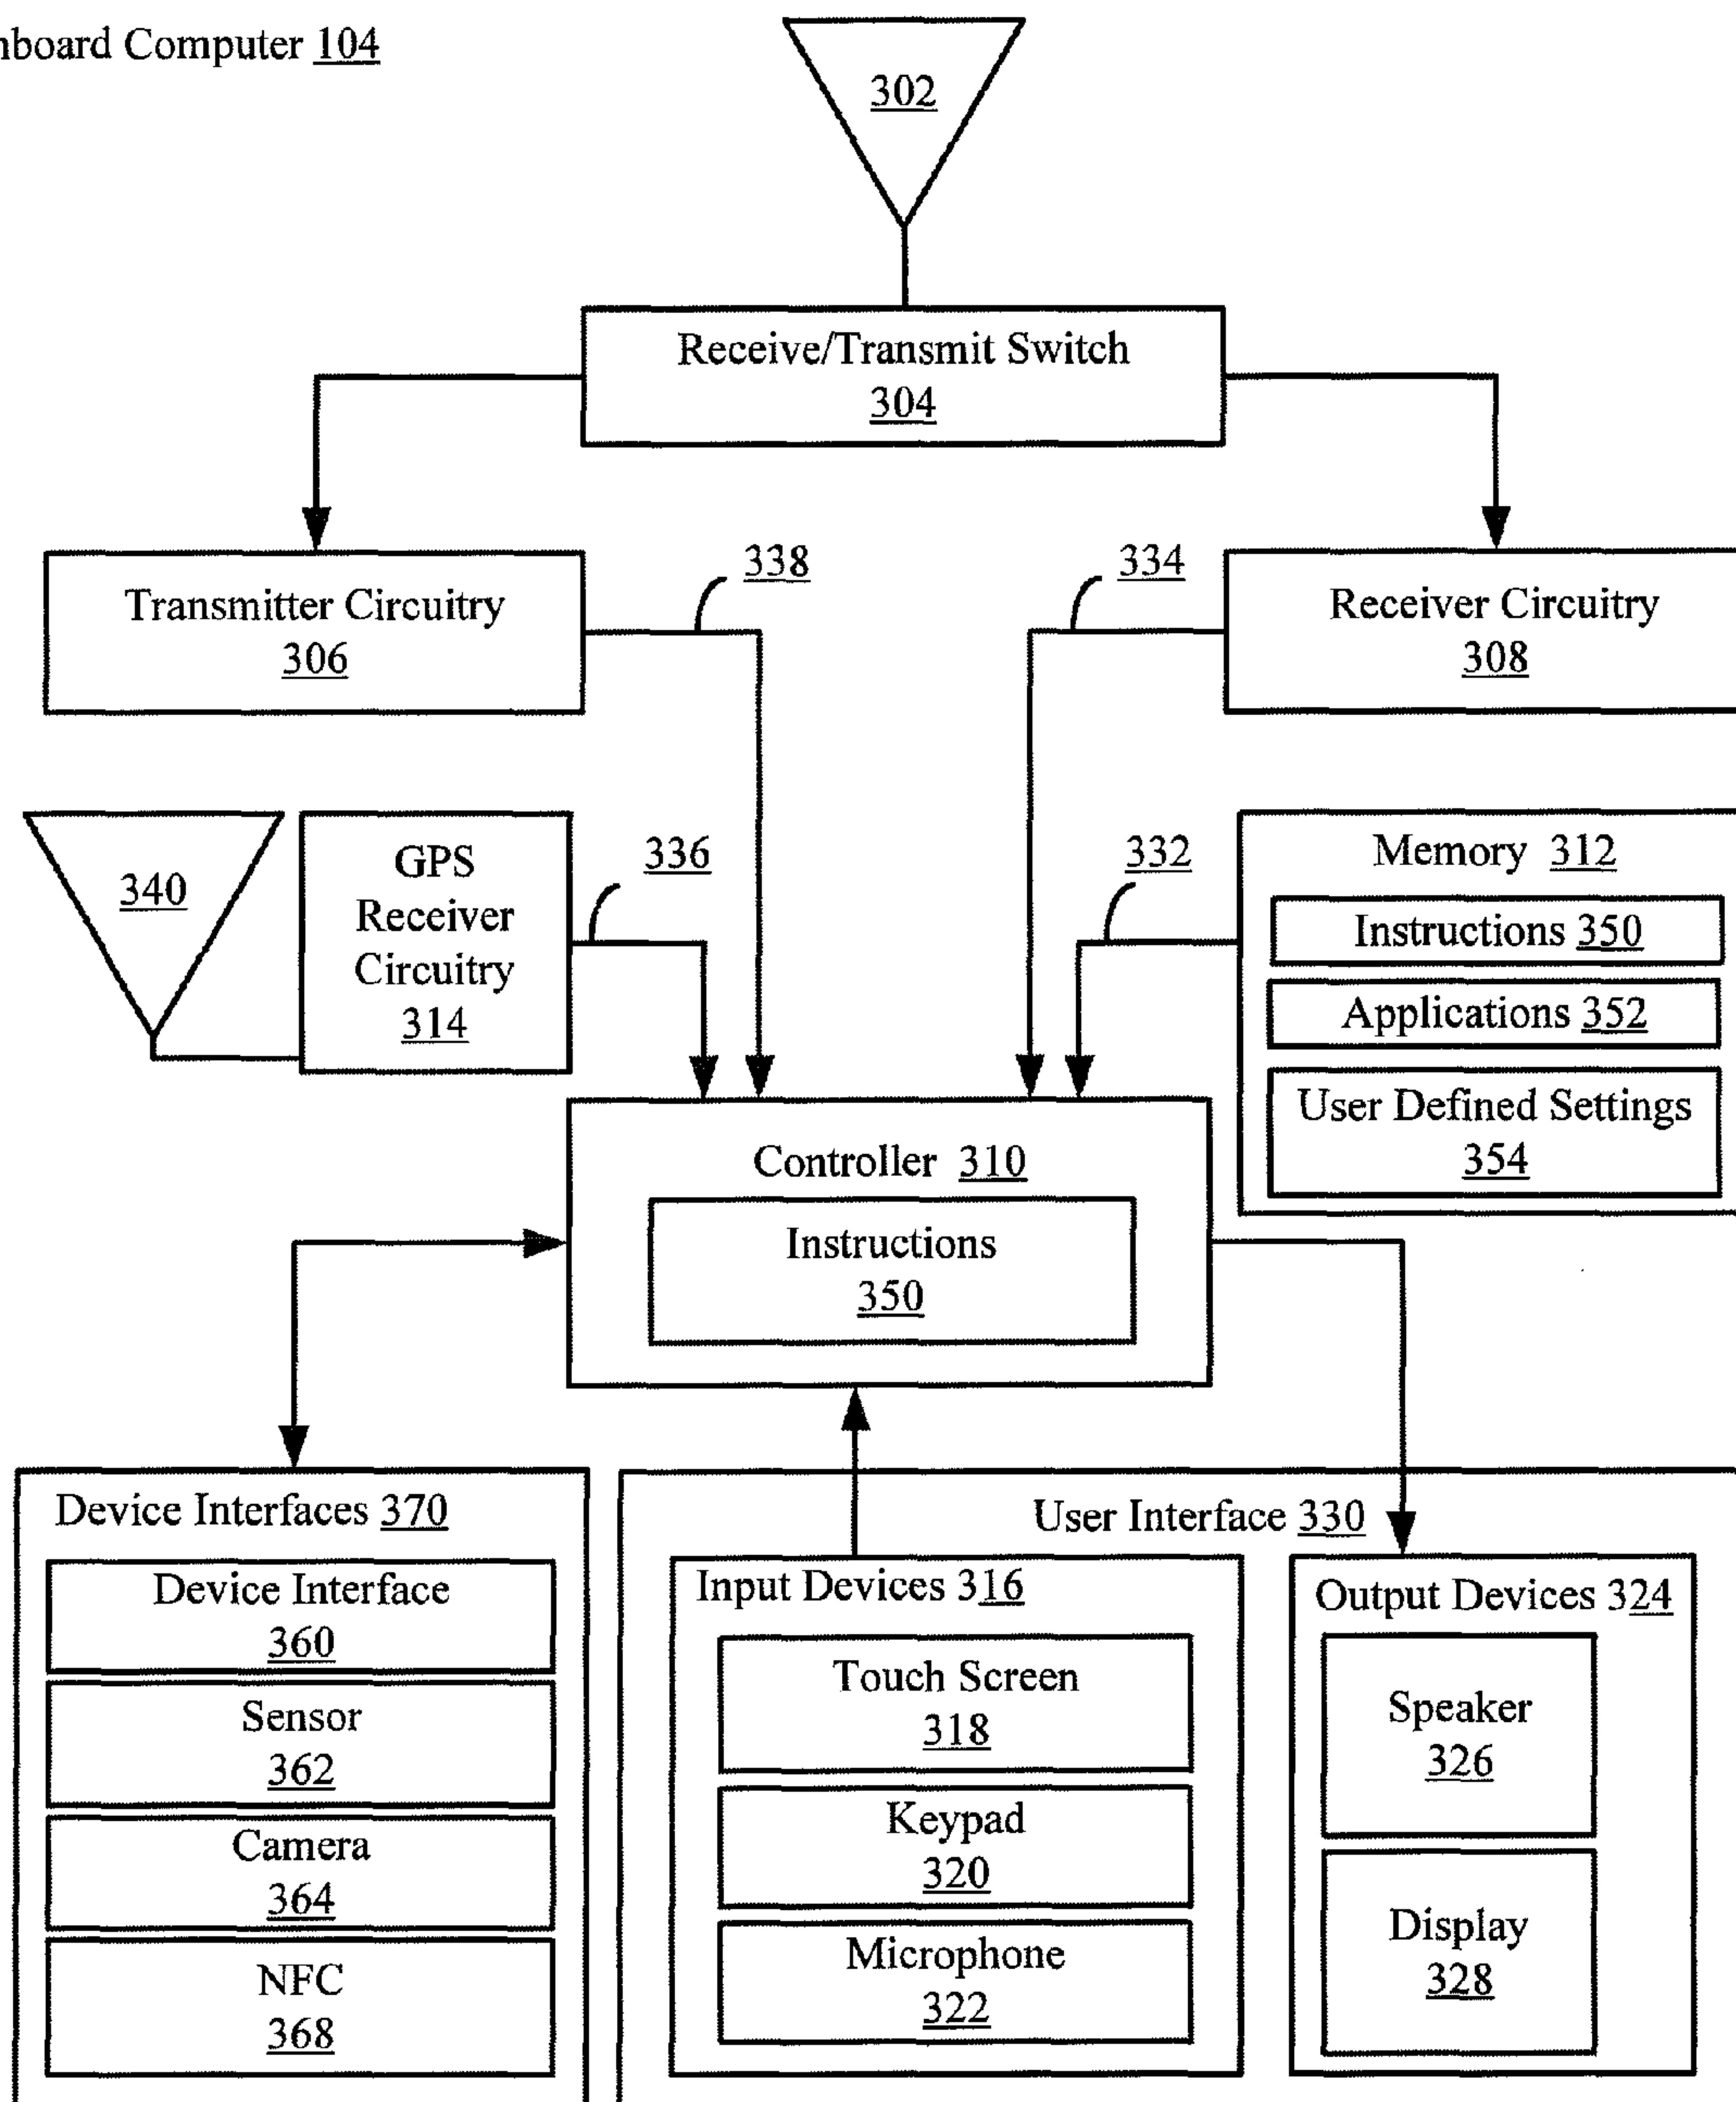 Computer 104
302
Receive/Transmit Switch
304
338
334
Transmitter Circuitry
306
Receiver Circuitry
308
340
GPS
Receiver
Circuitry
314
336
332
Memory 312
Instructions 350
Applications 352
User Defined Settings
354
Controller 310
Instructions
350
Device Interfaces 370
Device Interface
360
Sensor
362
Camera
364
NFC
368
User Interface 330
Input Devices 316
Touch Screen
318
Keypad
320
Microphone
322
Output Devices 324
Speaker
326
Display
328